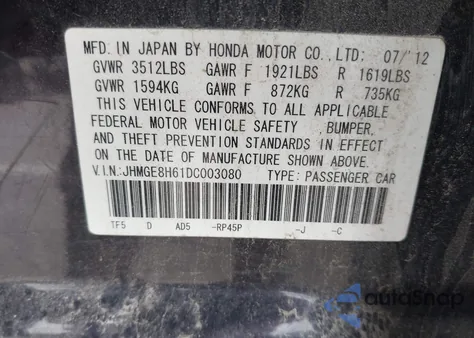 MFD. IN JAPAN BY HONDA MOTOR CO., LTD: 07/'12
GVWR 3512LBS GAWR F 1921LBS R 1619LBS
GVWR 1594KG GAWR F 872KG R 735KG
THIS VEHICLE CONFORMS TO ALL APPLICABLE
FEDERAL MOTOR VEHICLE SAFETY , BUMPER,
AND THEFT PREVENTION STANDARDS IN EFFECT
ON THE DATE OF MANUFACTURE SHOWN ABOVE.
V.I.N.:JHMGE8H61DC003080 TYPE: PASSENGER CAR
TF5 D AD5 -RP45P -J -C
autoSnap